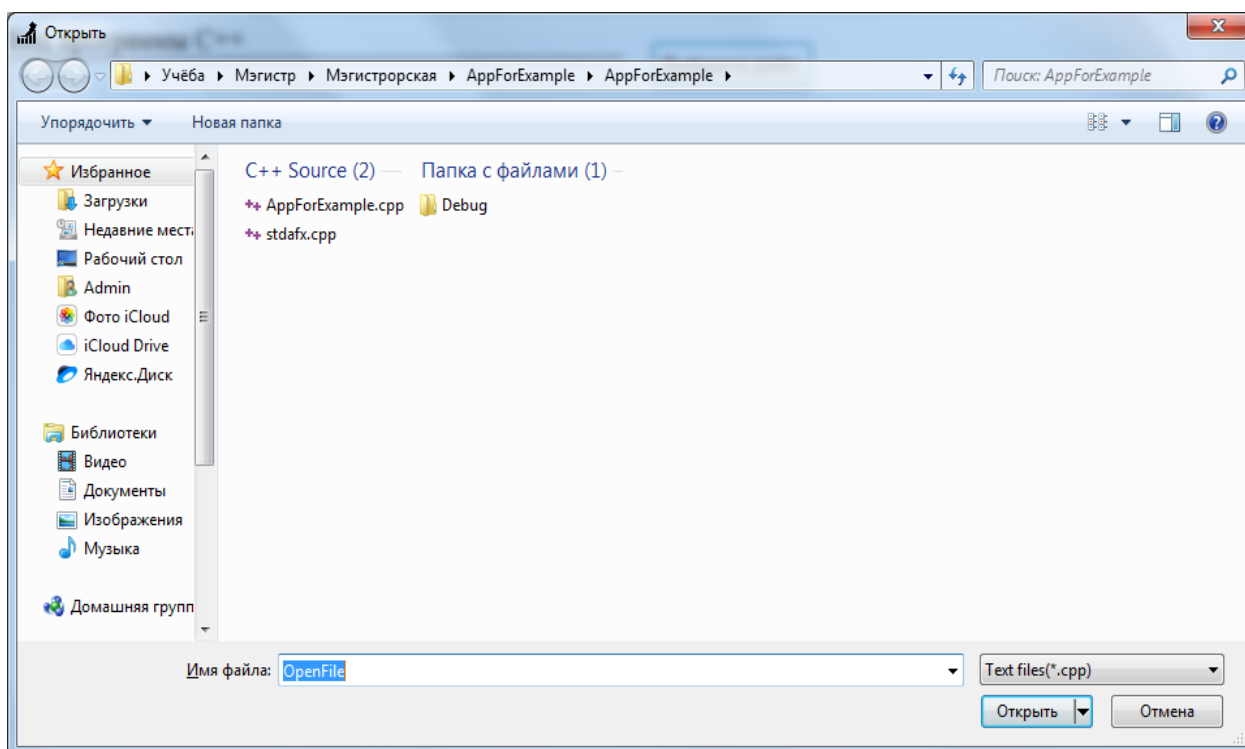 Открыть
Учёба ▸ Мэгистр ▸ Мэгистрорская ▸ AppForExample ▸ AppForExample ▸
Поиск: AppForExample
Упорядочить Новая папка
Избранное
Загрузки
Недавние места
Рабочий стол
Admin
Фото iCloud
iCloud Drive
Яндекс.Диск
Библиотеки
Видео
Документы
Изображения
Музыка
Домашняя групп
C++ Source (2)
AppForExample.cpp
stdafx.cpp
Папка с файлами (1)
Debug
Имя файла: OpenFile
Text files(*.cpp)
Открыть Отмена